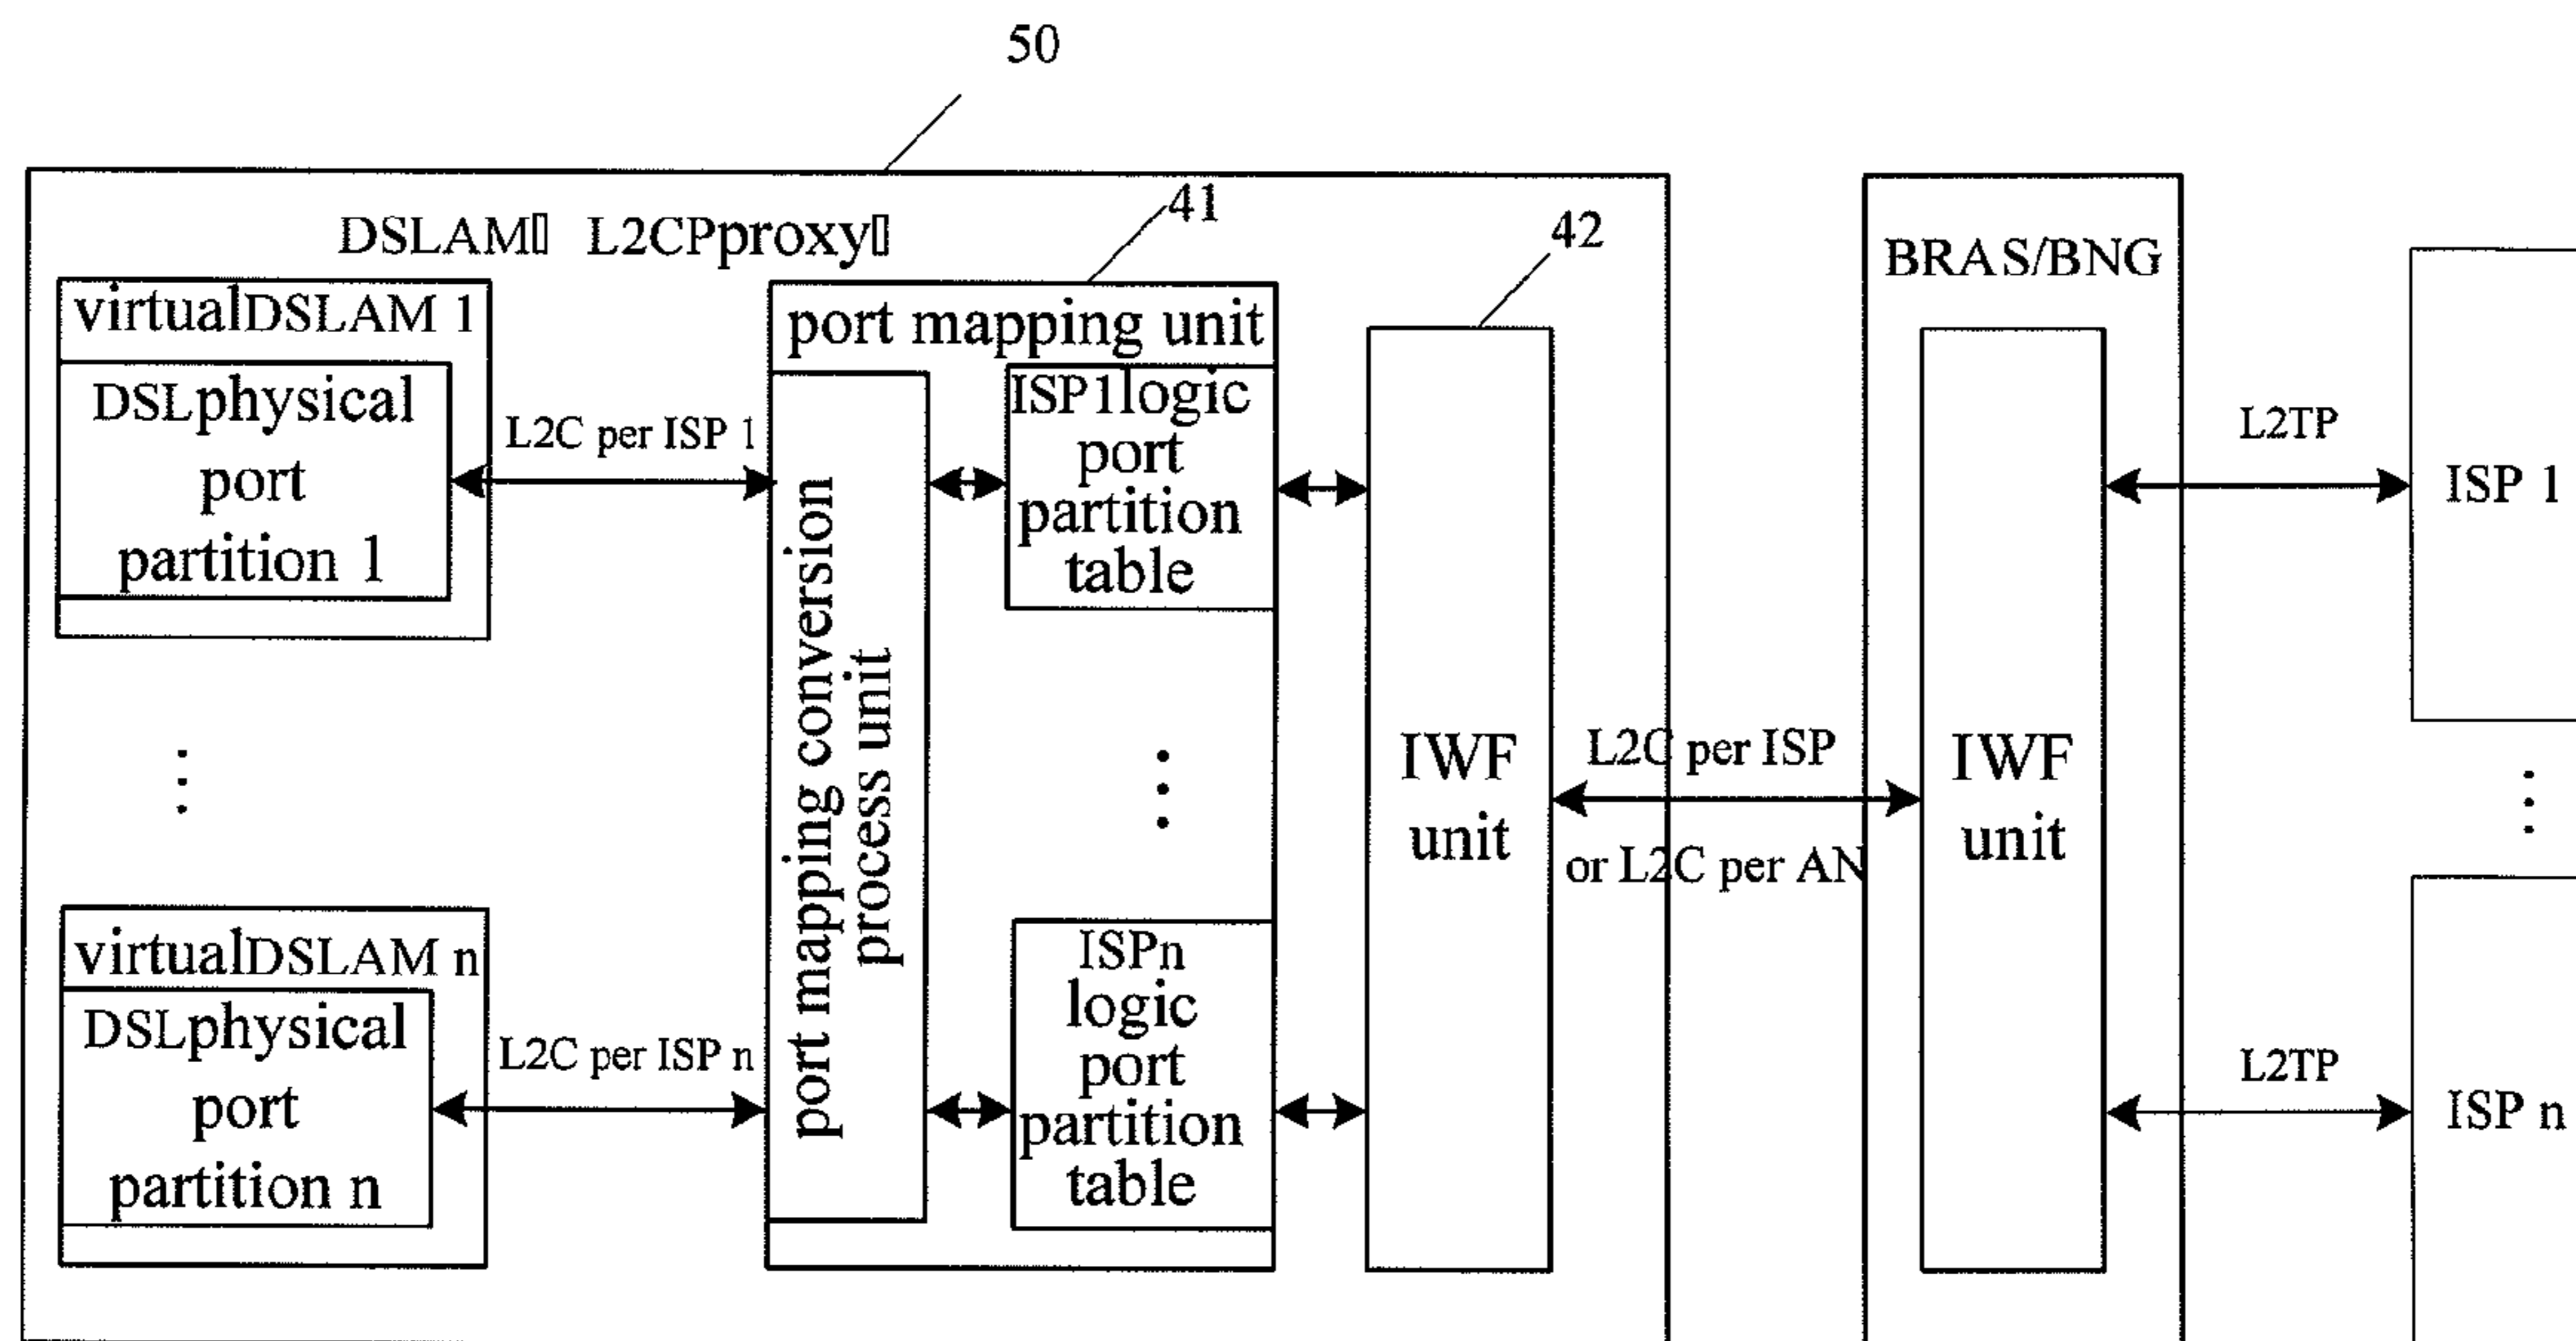 50
DSLAM▯ L2CPproxy▯
41
42
BRAS/BNG
virtualDSLAM 1
DSLphysical
port
partition 1
L2C per ISP 1
port mapping unit
port mapping conversion
process unit
ISP1logic
port
partition
table
IWF
unit
L2C per ISP
or L2C per AN
IWF
unit
L2TP
ISP 1
virtualDSLAM n
DSLphysical
port
partition n
L2C per ISP n
ISPn
logic
port
partition
table
L2TP
ISP n